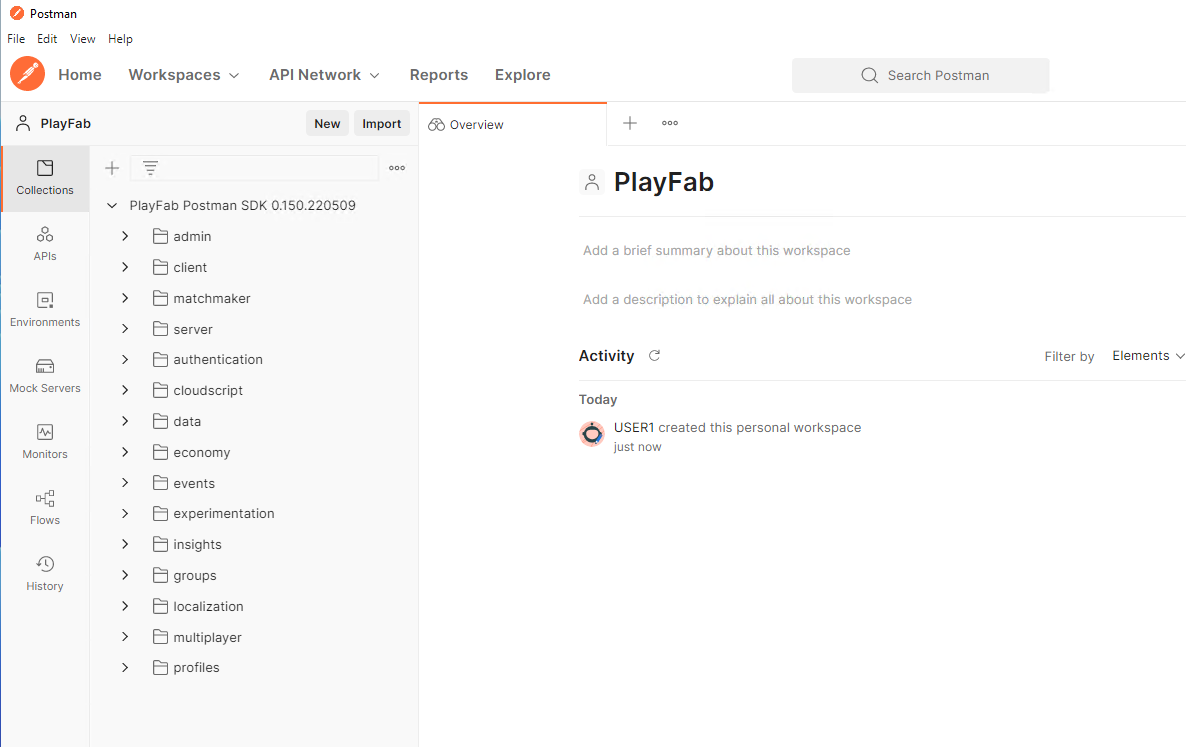 Postman
File Edit View Help
Home Workspaces API Network Reports Explore Search Postman
PlayFab New Import
Overview
Collections
APIs
Environments
Mock Servers
Monitors
Flows
History
PlayFab Postman SDK 0.150.220509
admin
client
matchmaker
server
authentication
cloudscript
data
economy
events
experimentation
insights
groups
localization
multiplayer
profiles
PlayFab
Add a brief summary about this workspace
Add a description to explain all about this workspace
Activity Filter by Elements
Today
USER1 created this personal workspace
just now